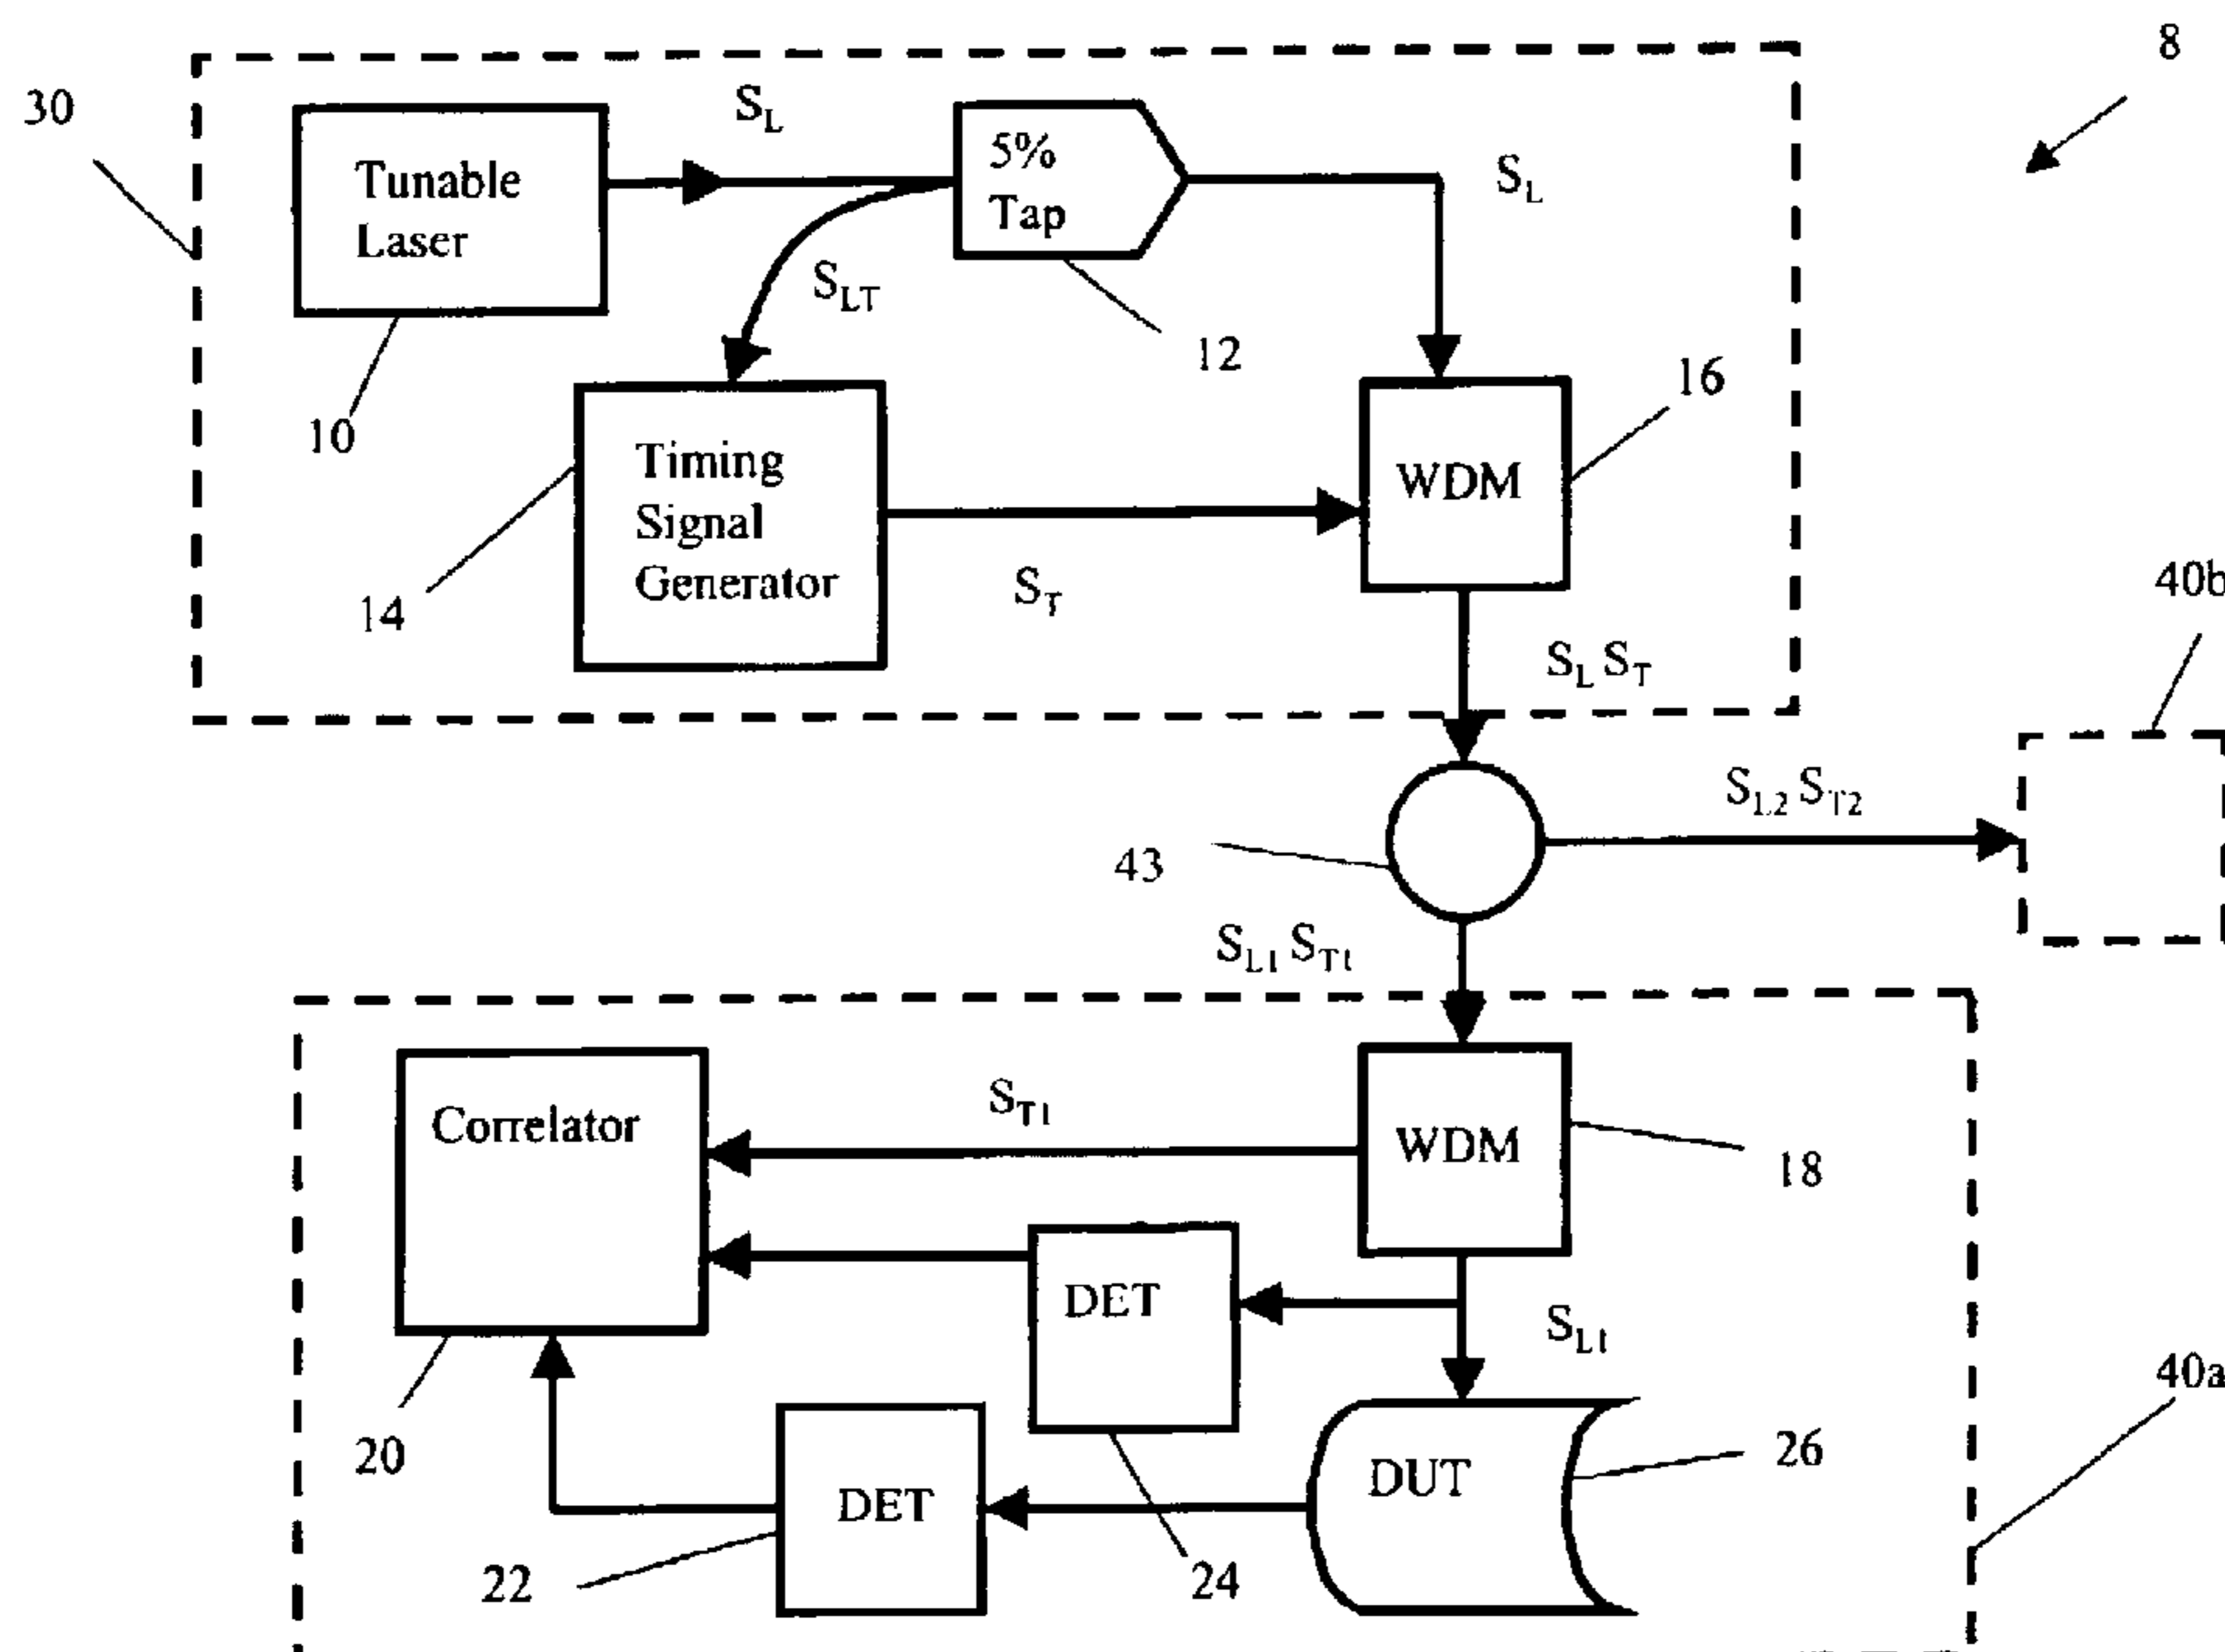 8
30
S_L
5%
Tap
S_L
Tunable
Laser
S_LT
12
16
10
Timing
Signal
Generator
WDM
14
S_T
40b
S_L S_T
S_L2 S_T2
43
S_L1 S_T1
Correlator
S_T1
WDM
18
DET
S_L1
40a
20
DET
DUT
26
22
24